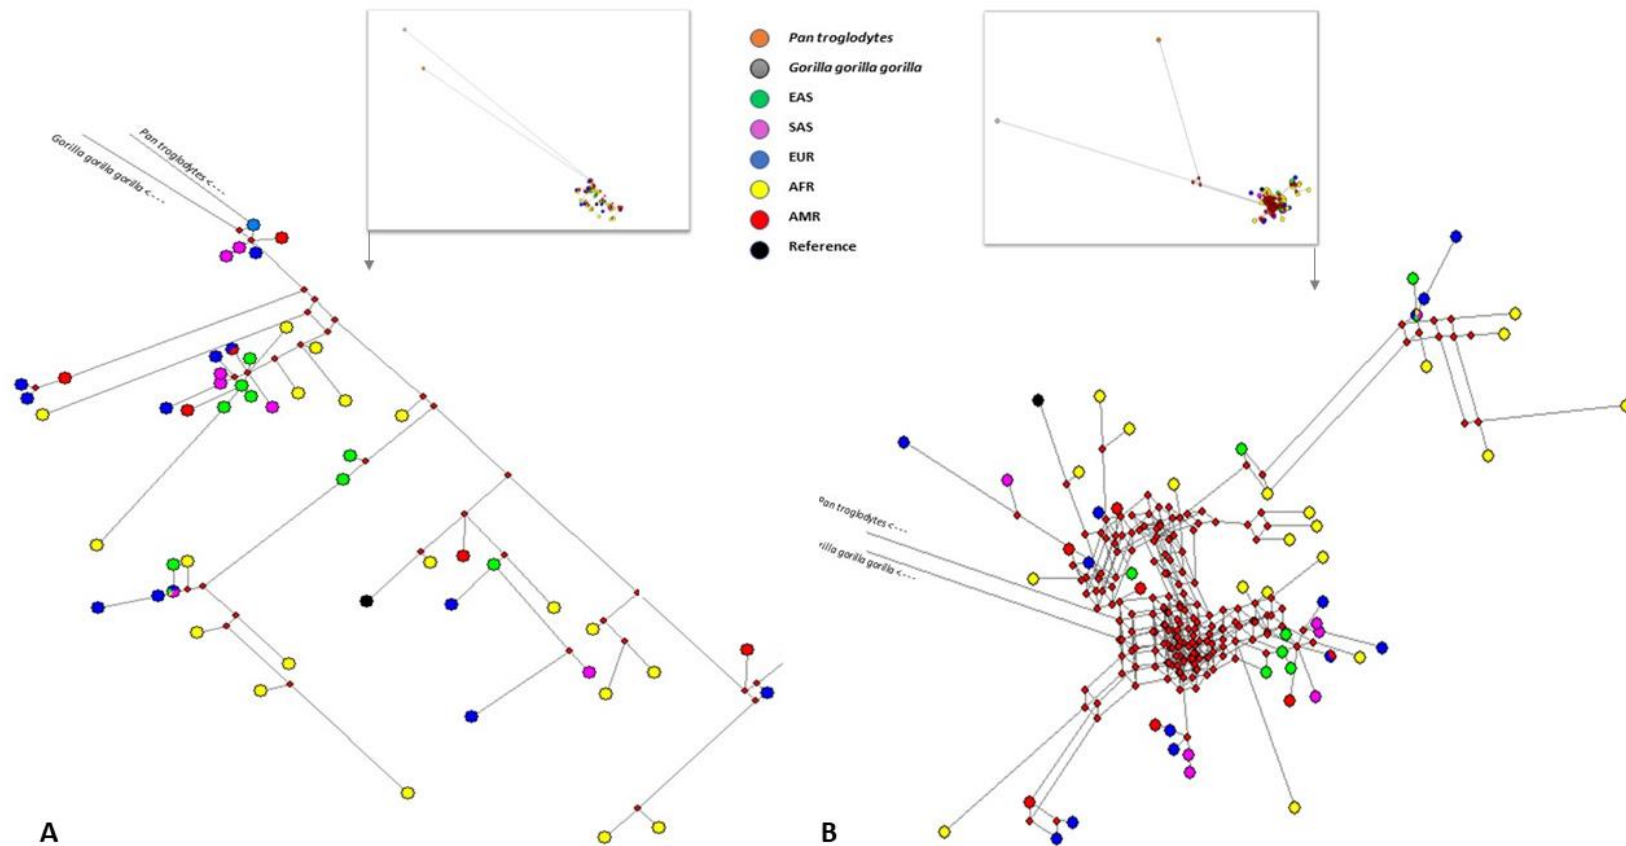 Pan troglodytes
Gorilla gorilla gorilla
EAS
SAS
EUR
AFR
AMR
Reference
Pan troglodytes <---
Gorilla gorilla gorilla <---
Pan troglodytes <---
rilla gorilla gorilla <---
A
B